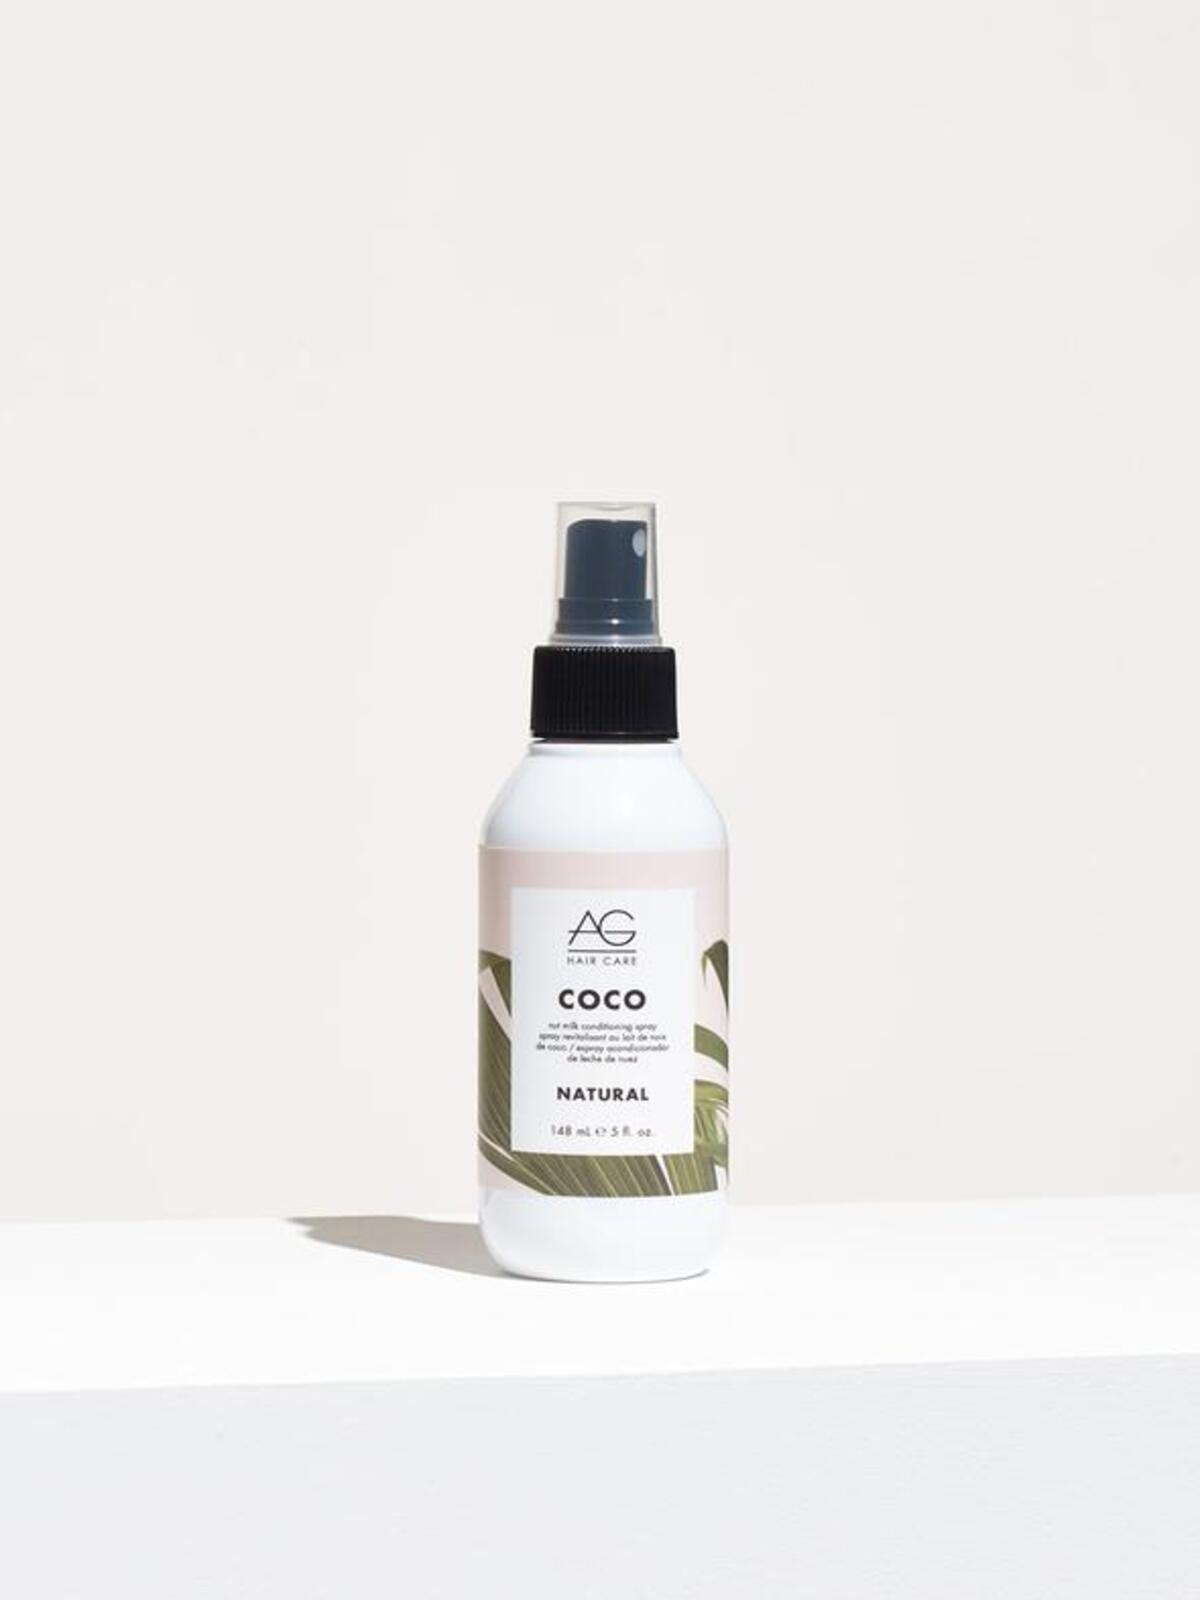 AG
HAIR CARE
COCO
nut milk conditioning spray
spray revitalisant au lait de noix
de coco / espray acondicionador
de leche de nuez
NATURAL
148 mL ℮ 5 fl. oz.